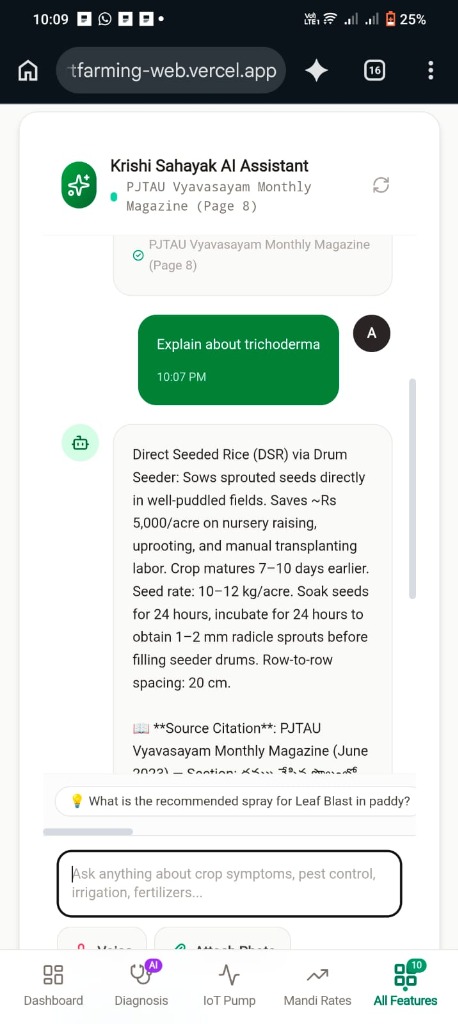 10:09
Vo) LTE1
25%
tfarming-web.vercel.app
16
Krishi Sahayak AI Assistant
PJTAU Vyavasayam Monthly
Magazine (Page 8)
PJTAU Vyavasayam Monthly Magazine
(Page 8)
Explain about trichoderma
A
10:07 PM
Direct Seeded Rice (DSR) via Drum
Seeder: Sows sprouted seeds directly
in well-puddled fields. Saves ~Rs
5,000/acre on nursery raising,
uprooting, and manual transplanting
labor. Crop matures 7–10 days earlier.
Seed rate: 10–12 kg/acre. Soak seeds
for 24 hours, incubate for 24 hours to
obtain 1–2 mm radicle sprouts before
filling seeder drums. Row-to-row
spacing: 20 cm.
📖 **Source Citation**: PJTAU
Vyavasayam Monthly Magazine (June
2023) — Section:
💡 What is the recommended spray for Leaf Blast in paddy?
Ask anything about crop symptoms, pest control,
irrigation, fertilizers...
Voice
Attach Photo
AI
10
Dashboard
Diagnosis
IoT Pump
Mandi Rates
All Features